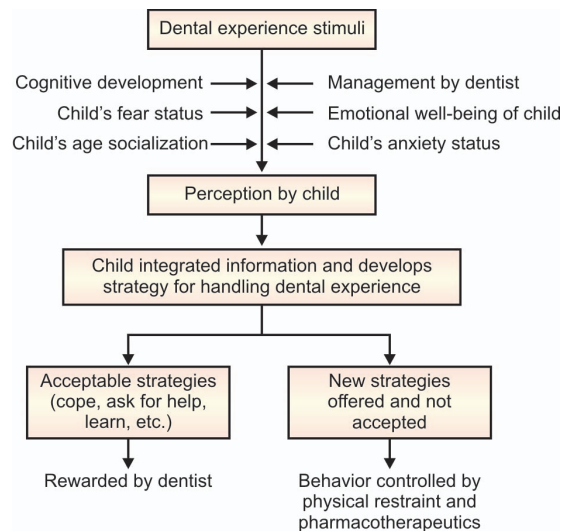 Dental experience stimuli
Cognitive development
Management by dentist
Child's fear status
Emotional well-being of child
Child's age socialization
Child's anxiety status
Perception by child
Child integrated information and develops
strategy for handling dental experience
Acceptable strategies
(cope, ask for help,
learn, etc.)
New strategies
offered and not
accepted
Rewarded by dentist
Behavior controlled by
physical restraint and
pharmacotherapeutics